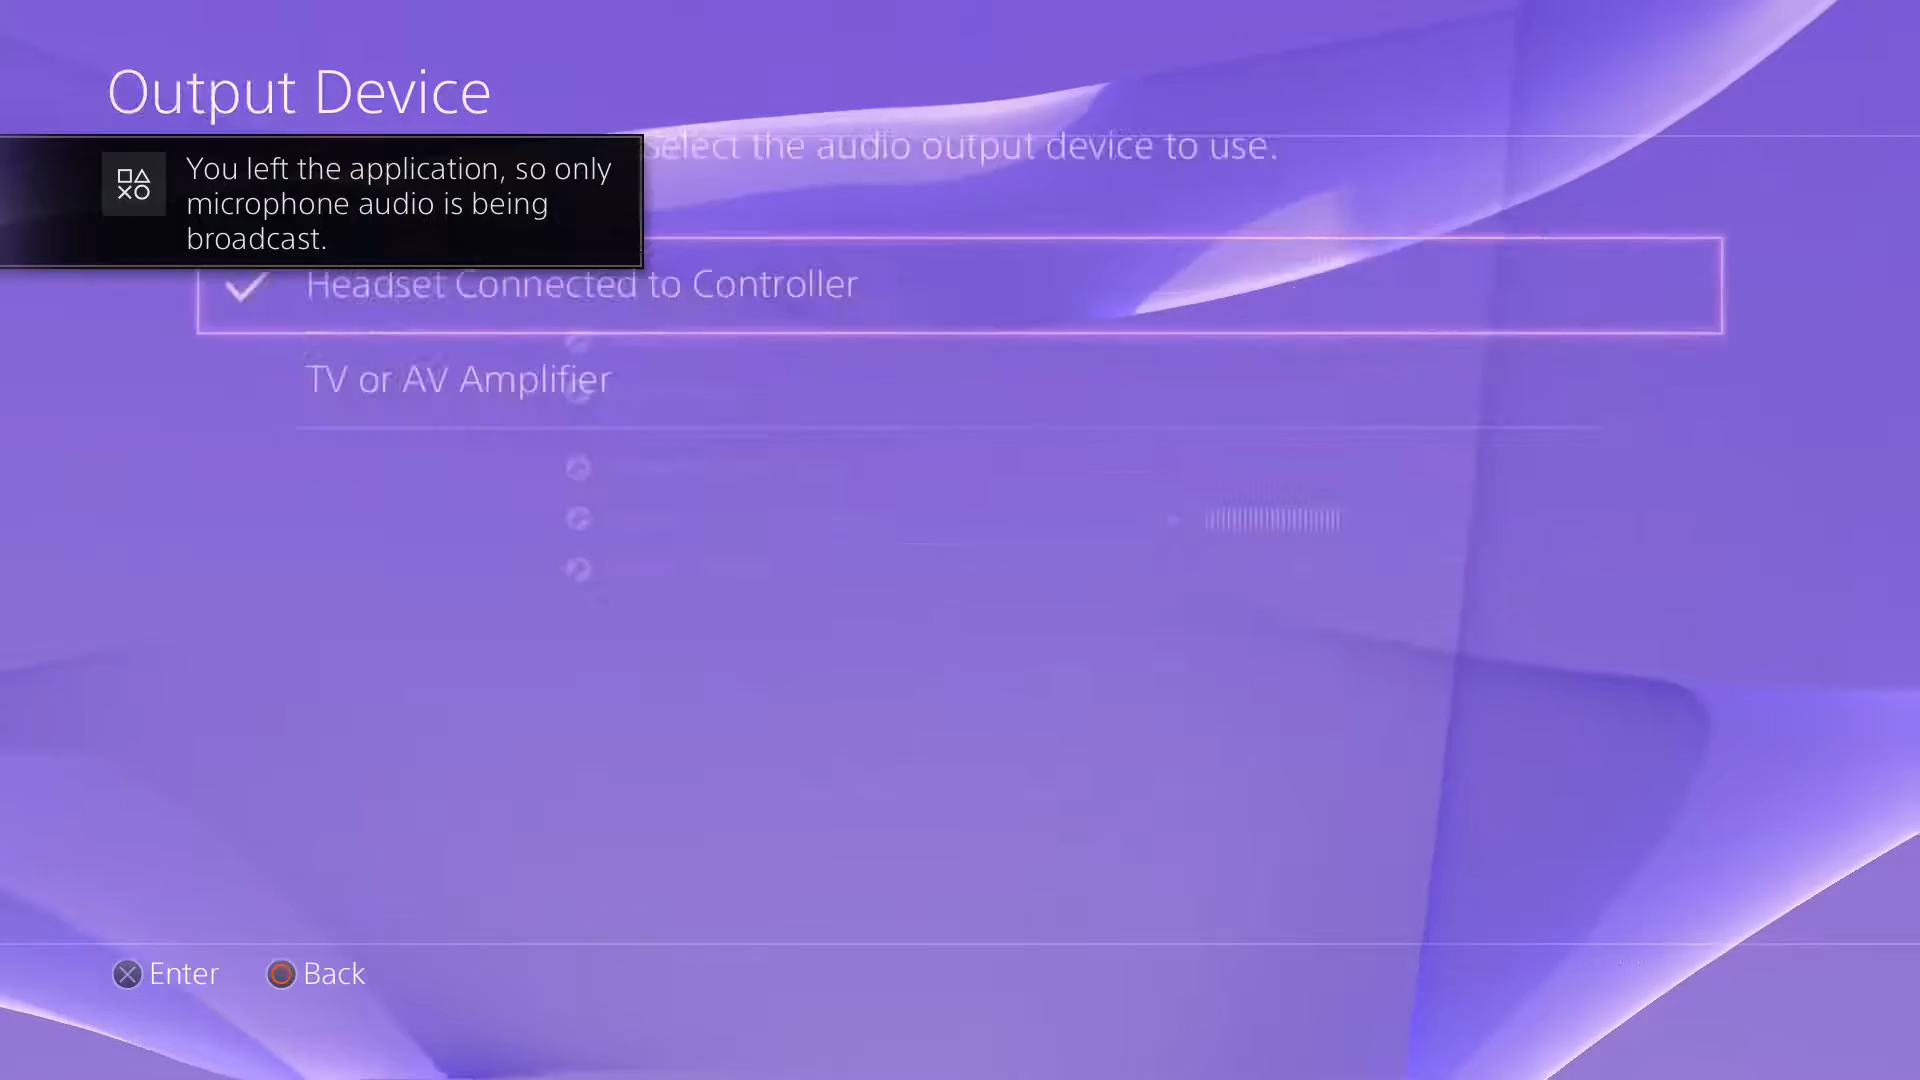 Output Device
You left the application, so only
microphone audio is being
broadcast.
Select the audio output device to use.
Headset Connected to Controller
TV or AV Amplifier
Enter
Back